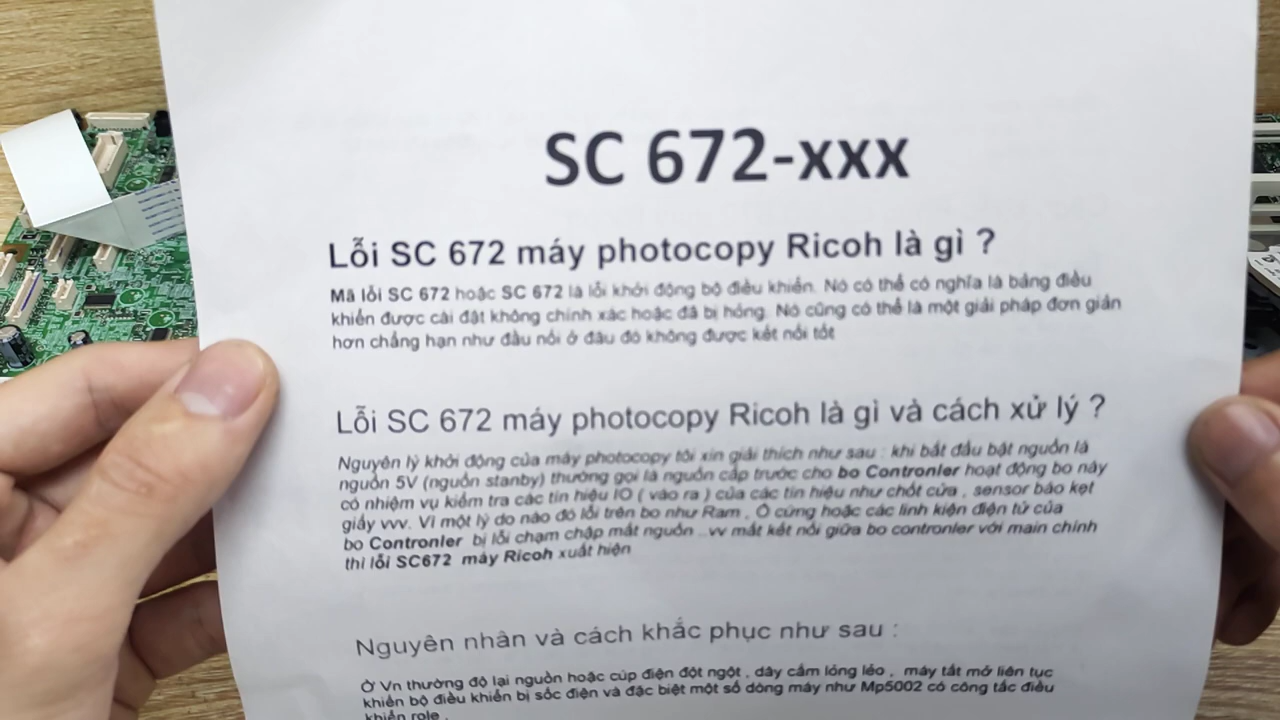 SC 672-xxx
Lỗi SC 672 máy photocopy Ricoh là gì ?
Mã lỗi SC 672 hoặc SC 672 là lỗi khởi động bộ điều khiển. Nó có thể có nghĩa là bảng điều
khiển được cài đặt không chính xác hoặc đã bị hỏng. Nó cũng có thể là một giải pháp đơn giản
hơn chẳng hạn như đầu nối ở đâu đó không được kết nối tốt
Lỗi SC 672 máy photocopy Ricoh là gì và cách xử lý ?
Nguyên lý khởi động của máy photocopy tôi xin giải thích như sau : khi bắt đầu bật nguồn là
nguồn 5V (nguồn stanby) thường gọi là nguồn cấp trước cho bo Contronler hoạt động bo này
có nhiệm vụ kiểm tra các tín hiệu IO ( vào ra ) của các tín hiệu như chốt cửa , sensor báo kẹt
giấy vvv. Vì một lý do nào đó lỗi trên bo như Ram , Ổ cứng hoặc các linh kiện điện tử của
bo Contronler bị lỗi chạm chập mất nguồn ..vv mất kết nối giữa bo contronler với main chính
thì lỗi SC672 máy Ricoh xuất hiện
Nguyên nhân và cách khắc phục như sau :
Ở Vn thường độ lại nguồn hoặc cúp điện đột ngột , dây cắm lỏng lẻo , máy tắt mở liên tục
khiến bộ điều khiển bị sốc điện và đặc biệt một số dòng máy như Mp5002 có công tắc điều
khiển role .